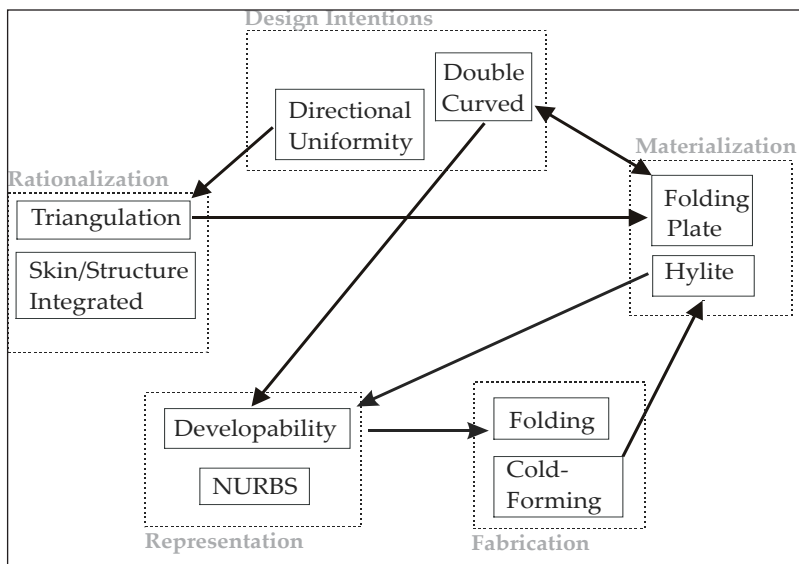 Design Intentions
Double
Curved
Directional
Uniformity
Materialization
Rationalization
Triangulation
Folding
Plate
Skin/Structure
Integrated
Hylite
Developability
Folding
NURBS
Cold-
Forming
Representation
Fabrication